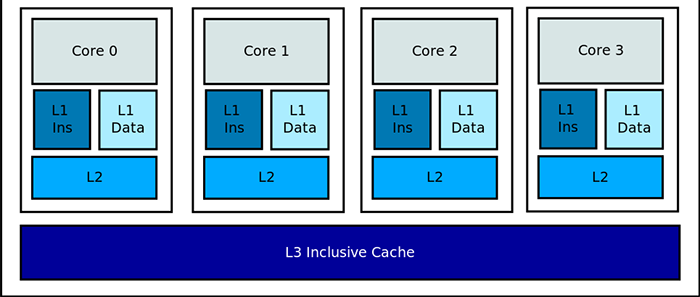 Core 0
Core 1
Core 2
Core 3
L1
Ins
L1
Data
L1
Ins
L1
Data
L1
Ins
L1
Data
L1
Ins
L1
Data
L2
L2
L2
L2
L3 Inclusive Cache